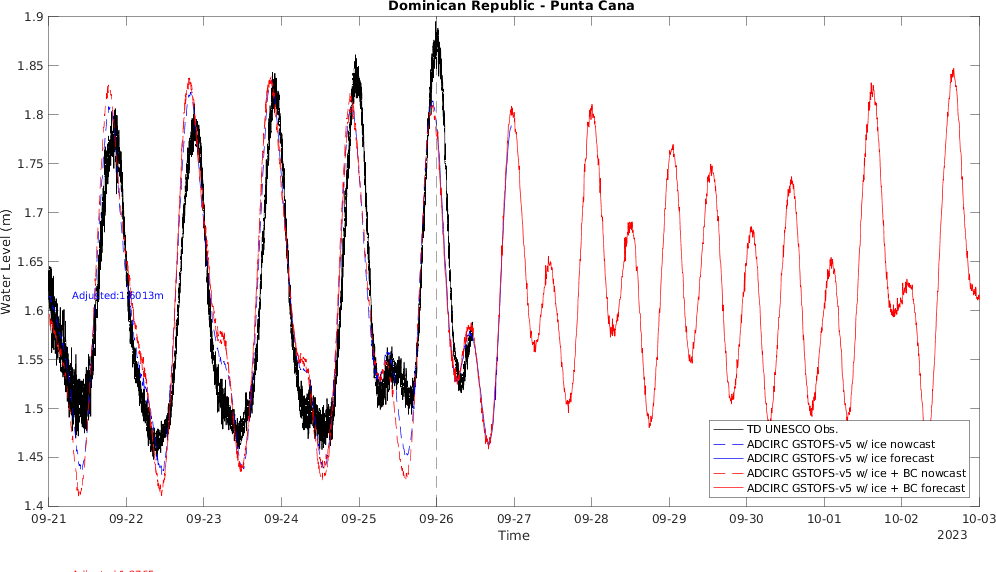 Dominican Republic - Punta Cana
Water Level (m)
1.9
1.85
1.8
1.75
1.7
1.65
1.6
1.55
1.5
1.45
1.4
Adjusted:1.6013m
TD UNESCO Obs.
ADCIRC GSTOFS-v5 w/ ice nowcast
ADCIRC GSTOFS-v5 w/ ice forecast
ADCIRC GSTOFS-v5 w/ ice + BC nowcast
ADCIRC GSTOFS-v5 w/ ice + BC forecast
09-21 09-22 09-23 09-24 09-25 09-26 09-27 09-28 09-29 09-30 10-01 10-02 10-03
Time
2023